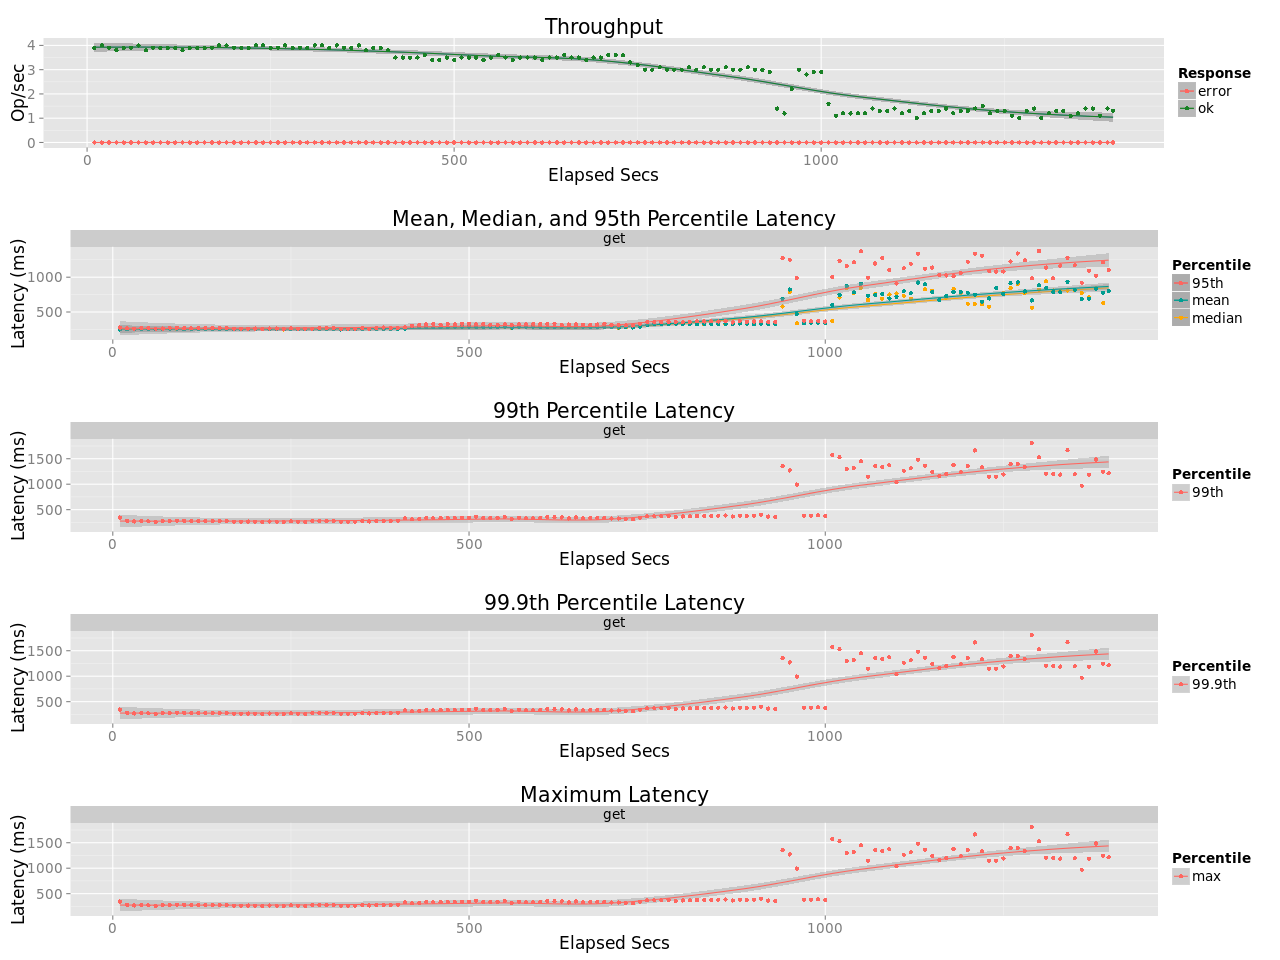 Throughput
Op/sec
4
3
2
1
0
0 500 1000
Elapsed Secs
Response
error
ok
Mean, Median, and 95th Percentile Latency
get
Latency (ms)
1000
500
0 500 1000
Elapsed Secs
Percentile
95th
mean
median
99th Percentile Latency
get
Latency (ms)
1500
1000
500
0 500 1000
Elapsed Secs
Percentile
99th
99.9th Percentile Latency
get
Latency (ms)
1500
1000
500
0 500 1000
Elapsed Secs
Percentile
99.9th
Maximum Latency
get
Latency (ms)
1500
1000
500
0 500 1000
Elapsed Secs
Percentile
max